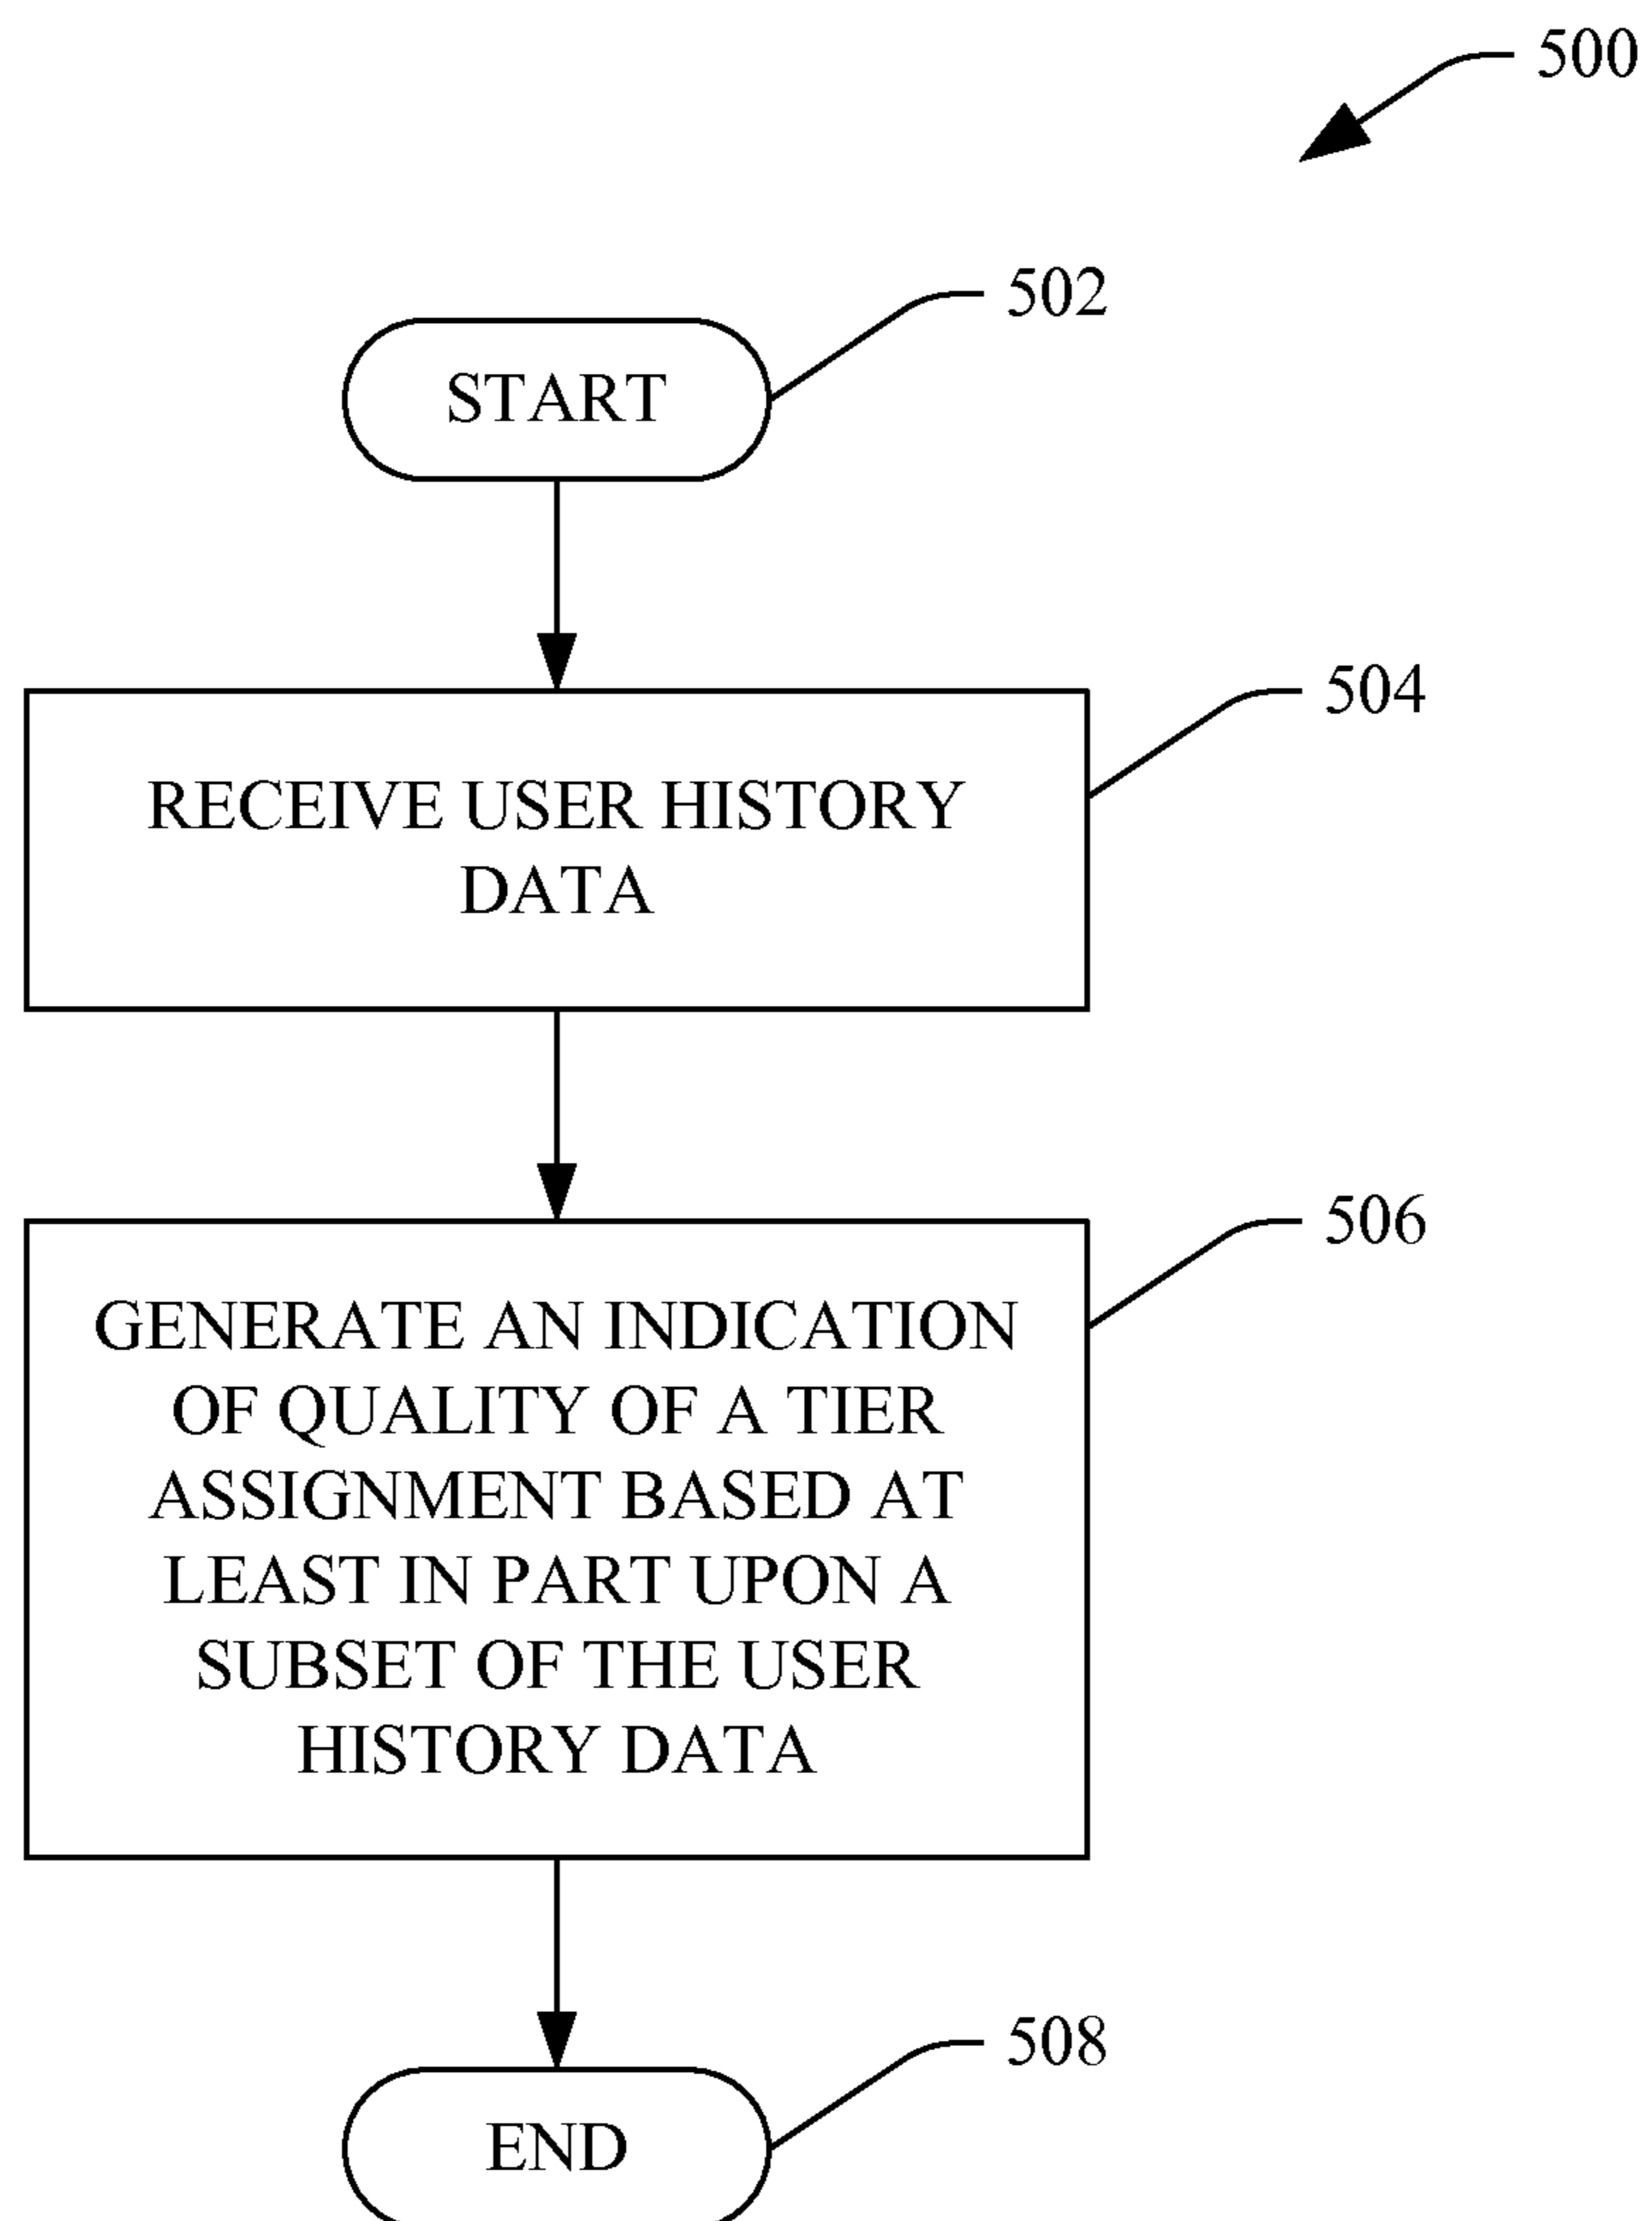 500
502
START
504
RECEIVE USER HISTORY
DATA
506
GENERATE AN INDICATION
OF QUALITY OF A TIER
ASSIGNMENT BASED AT
LEAST IN PART UPON A
SUBSET OF THE USER
HISTORY DATA
508
END